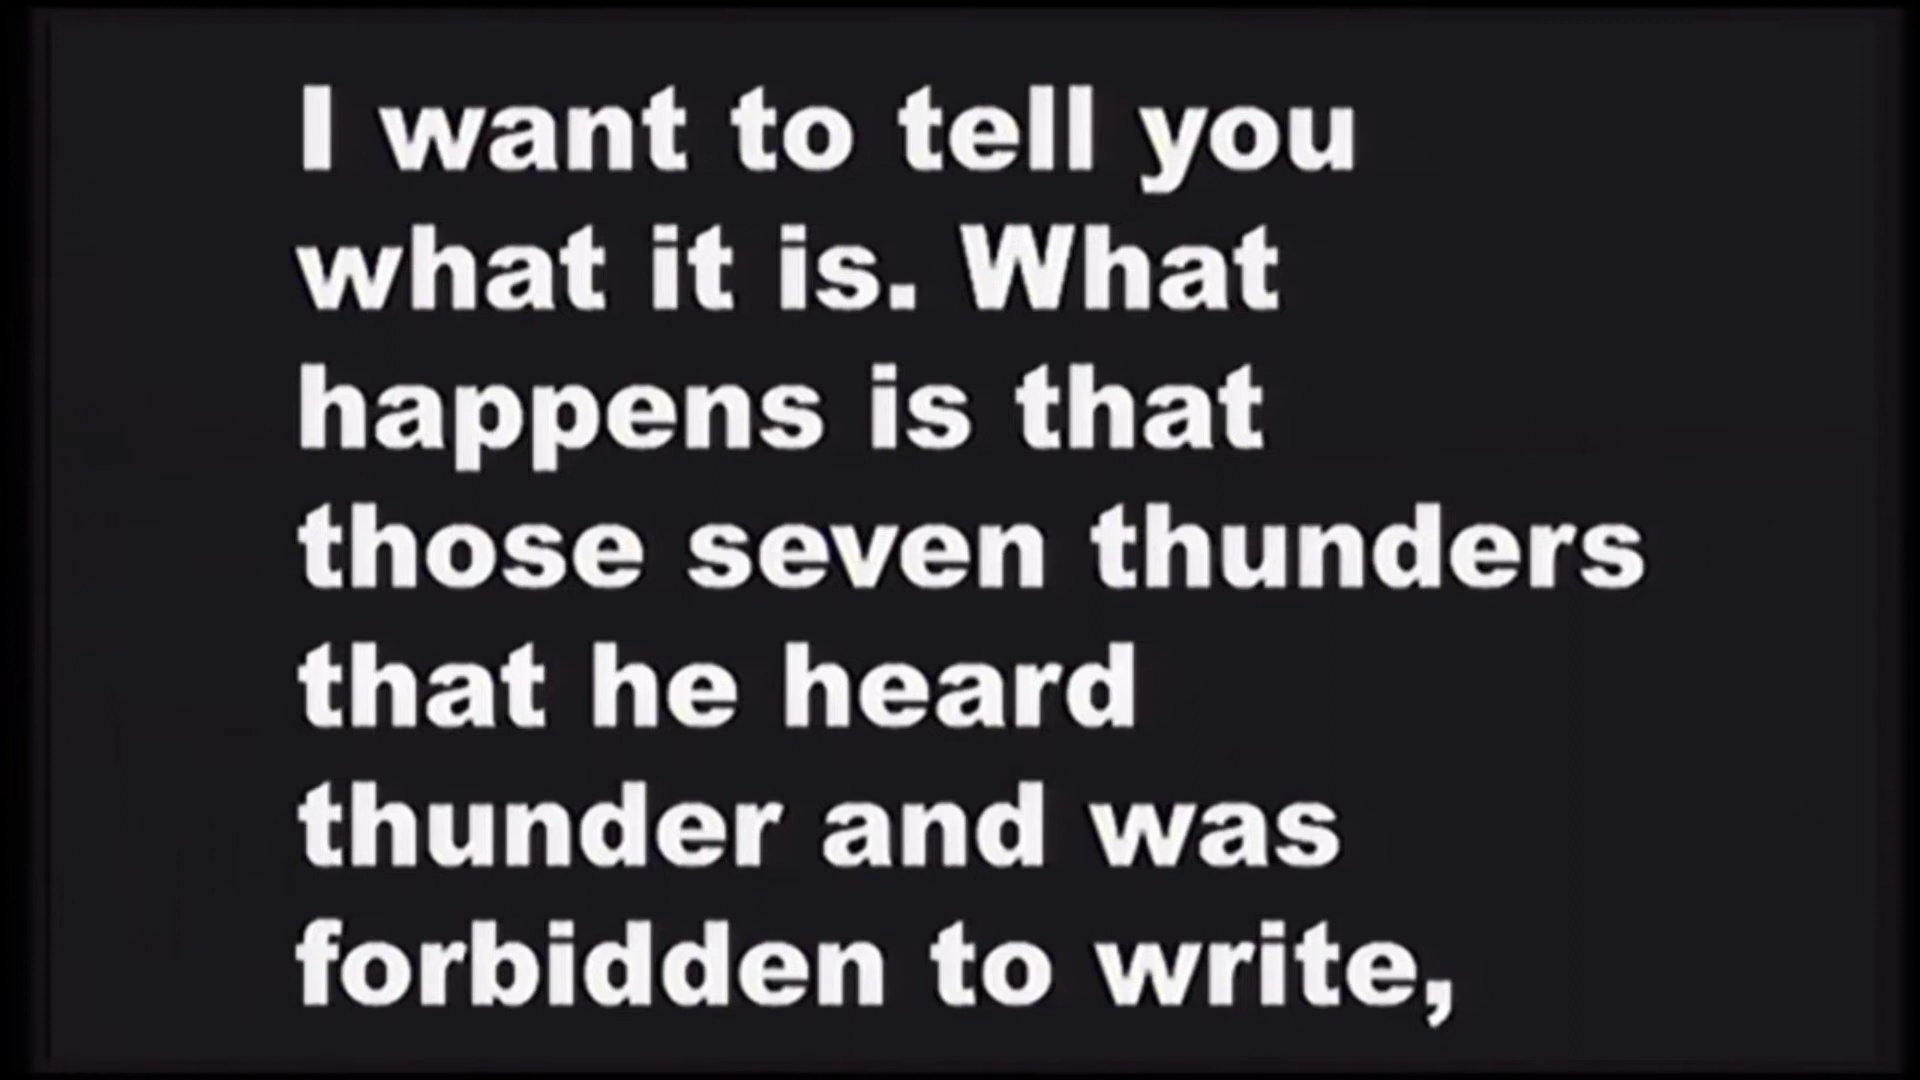 I want to tell you
what it is. What
happens is that
those seven thunders
that he heard
thunder and was
forbidden to write,